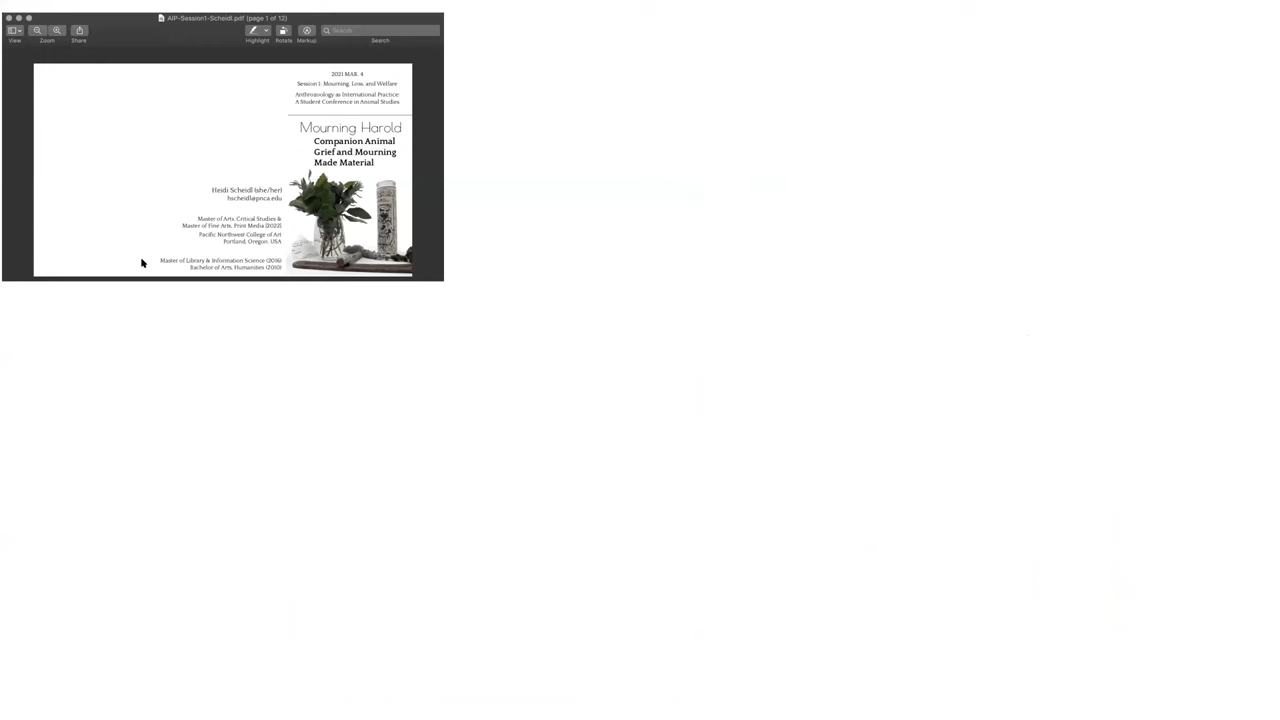 AIP-Session1-Scheidl.pdf (page 1 of 12)
Search
View
Zoom
Share
Highlight
Rotate
Markup
Search
2021 MAR. 4
Session 1: Mourning, Loss, and Welfare
Anthrozoology as International Practice:
A Student Conference in Animal Studies
Mourning Harold
Companion Animal
Grief and Mourning
Made Material
Heidi Scheidl (she/her)
hscheidl@pnca.edu
Master of Arts, Critical Studies &
Master of Fine Arts, Print Media [2022]
Pacific Northwest College of Art
Portland, Oregon, USA
Master of Library & Information Science (2016)
Bachelor of Arts, Humanities (2010)